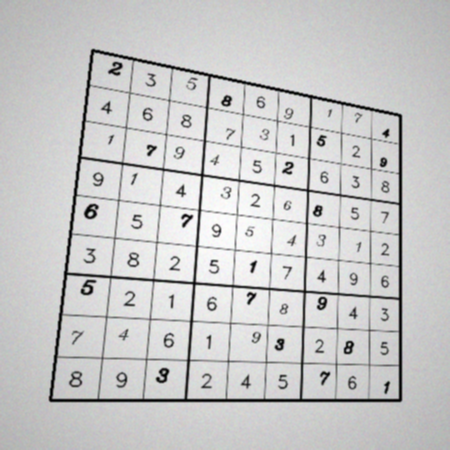 2 3 5 8 6 9 1 7 4
4 6 8 7 3 1 5 2 9
1 7 9 4 5 2 6 3 8
9 1 4 3 2 6 8 5 7
6 5 7 9 5 4 3 1 2
3 8 2 5 1 7 4 9 6
5 2 1 6 7 8 9 4 3
7 4 6 1 9 3 2 8 5
8 9 3 2 4 5 7 6 1